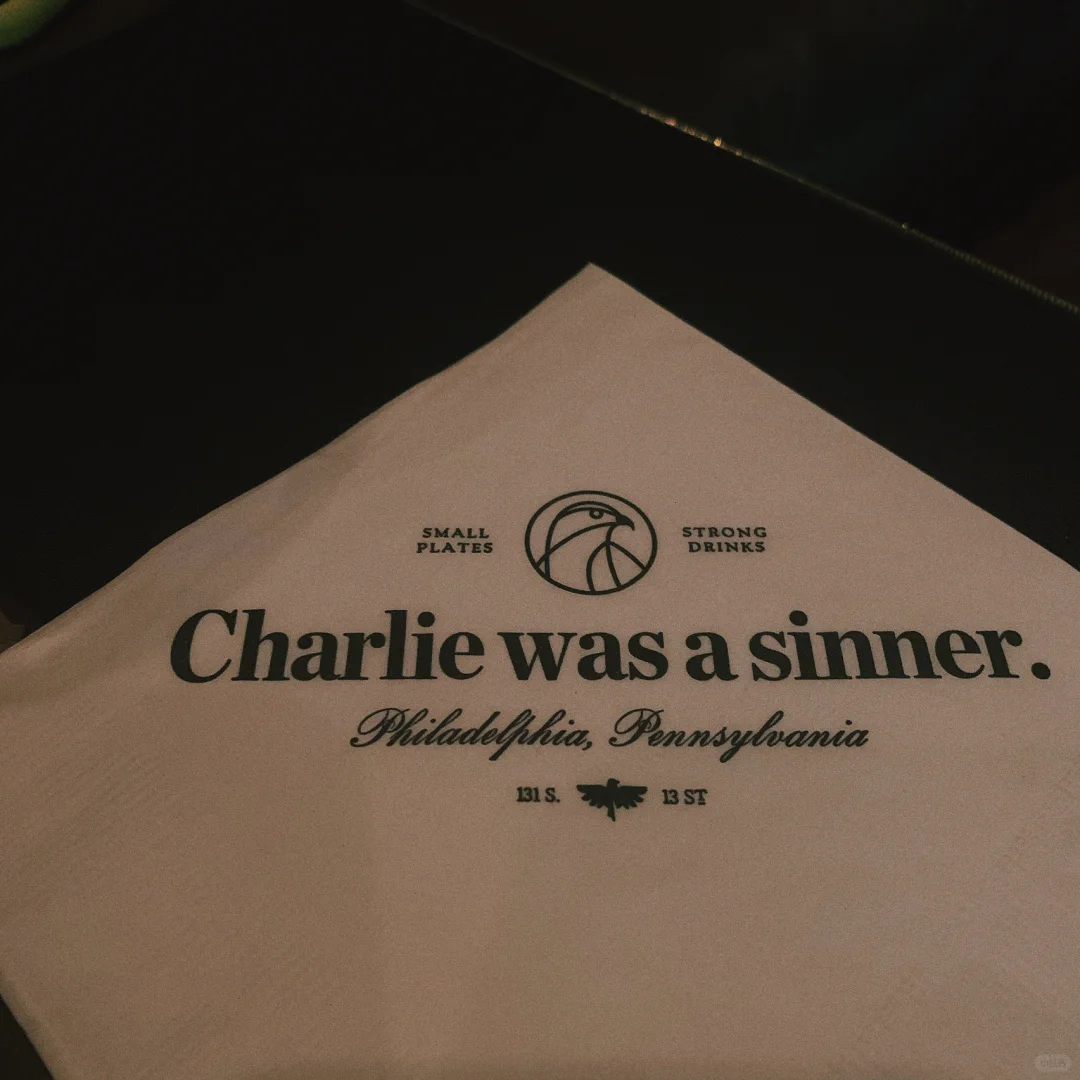 SMALL PLATES
STRONG DRINKS
Charlie was a sinner.
Philadelphia, Pennsylvania
131 S. 13 ST